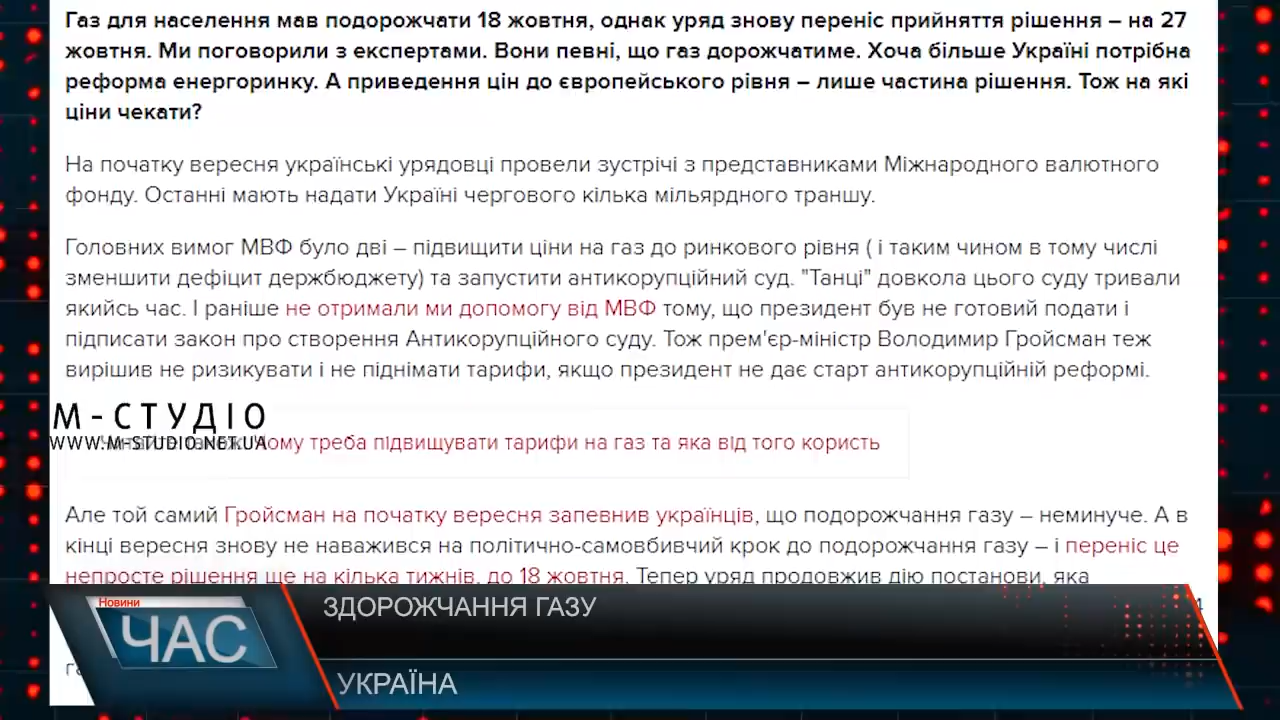 Газ для населення мав подорожчати 18 жовтня, однак уряд знову переніс прийняття рішення – на 27
жовтня. Ми поговорили з експертами. Вони певні, що газ дорожчатиме. Хоча більше Україні потрібна
реформа енергоринку. А приведення цін до європейського рівня – лише частина рішення. Тож на які
ціни чекати?
На початку вересня українські урядовці провели зустрічі з представниками Міжнародного валютного
фонду. Останні мають надати Україні чергового кілька мільярдного траншу.
Головних вимог МВФ було дві – підвищити ціни на газ до ринкового рівня ( і таким чином в тому числі
зменшити дефіцит держбюджету) та запустити антикорупційний суд. "Танці" довкола цього суду тривали
якийсь час. І раніше не отримали ми допомогу від МВФ тому, що президент був не готовий подати і
підписати закон про створення Антикорупційного суду. Тож прем'єр-міністр Володимир Гройсман теж
вирішив не ризикувати і не піднімати тарифи, якщо президент не дає старт антикорупційній реформі.
М-СТУДІО
WWW.M-STUDIO.NET.UA
Чому треба підвищувати тарифи на газ та яка від того користь
Але той самий Гройсман на початку вересня запевнив українців, що подорожчання газу – неминуче. А в
кінці вересня знову не наважився на політично-самовбивчий крок до подорожчання газу – і переніс це
непросте рішення ще на кілька тижнів, до 18 жовтня. Тепер уряд продовжив дію постанови, яка
Новини
ЧАС
ЗДОРОЖЧАННЯ ГАЗУ
УКРАЇНА